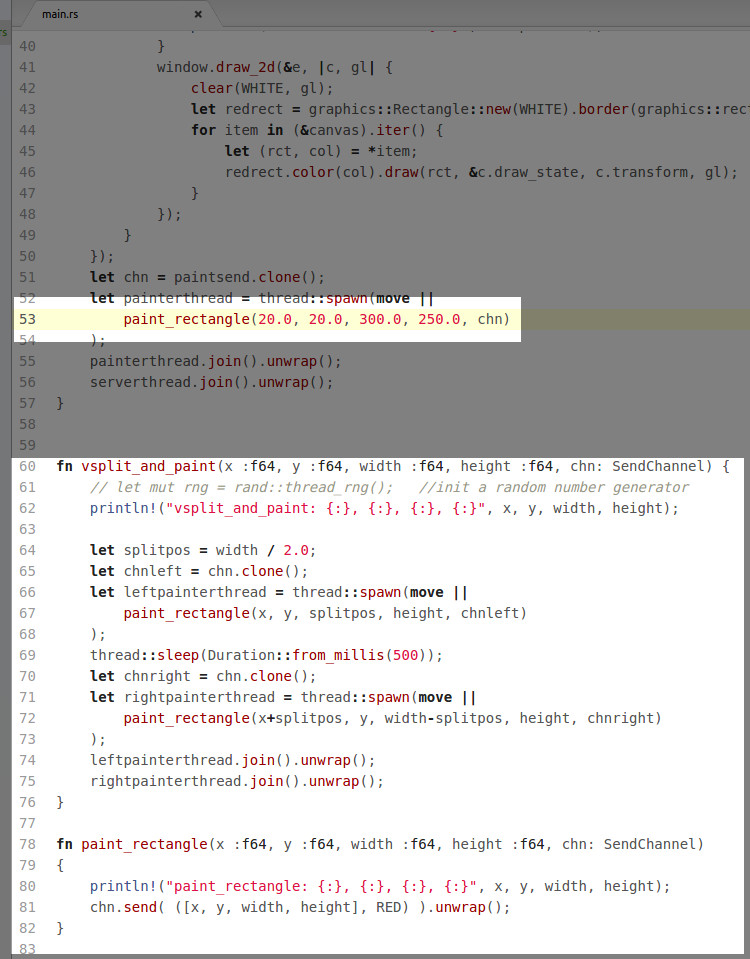 main.rs ×
rs
40 }
41 window.draw_2d(&e, |c, gl| {
42 clear(WHITE, gl);
43 let redrect = graphics::Rectangle::new(WHITE).border(graphics::rect
44 for item in (&canvas).iter() {
45 let (rct, col) = *item;
46 redrect.color(col).draw(rct, &c.draw_state, c.transform, gl);
47 }
48 });
49 }
50 });
51 let chn = paintsend.clone();
52 let painterthread = thread::spawn(move ||
53 paint_rectangle(20.0, 20.0, 300.0, 250.0, chn)
54 );
55 painterthread.join().unwrap();
56 serverthread.join().unwrap();
57 }
58
59
60 fn vsplit_and_paint(x :f64, y :f64, width :f64, height :f64, chn: SendChannel) {
61 // let mut rng = rand::thread_rng(); //init a random number generator
62 println!("vsplit_and_paint: {:}, {:}, {:}, {:}", x, y, width, height);
63
64 let splitpos = width / 2.0;
65 let chnleft = chn.clone();
66 let leftpainterthread = thread::spawn(move ||
67 paint_rectangle(x, y, splitpos, height, chnleft)
68 );
69 thread::sleep(Duration::from_millis(500));
70 let chnright = chn.clone();
71 let rightpainterthread = thread::spawn(move ||
72 paint_rectangle(x+splitpos, y, width-splitpos, height, chnright)
73 );
74 leftpainterthread.join().unwrap();
75 rightpainterthread.join().unwrap();
76 }
77
78 fn paint_rectangle(x :f64, y :f64, width :f64, height :f64, chn: SendChannel)
79 {
80 println!("paint_rectangle: {:}, {:}, {:}, {:}", x, y, width, height);
81 chn.send( ([x, y, width, height], RED) ).unwrap();
82 }
83